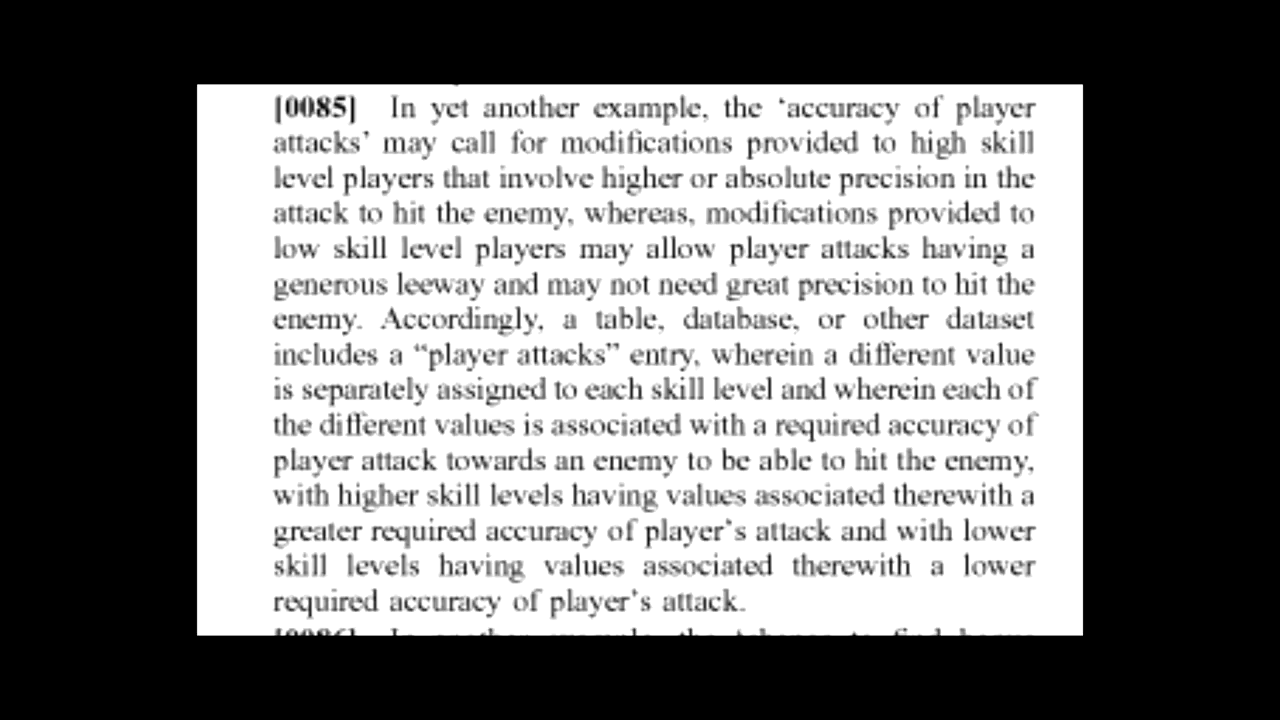 [0085] In yet another example, the ‘accuracy of player
attacks’ may call for modifications provided to high skill
level players that involve higher or absolute precision in the
attack to hit the enemy, whereas, modifications provided to
low skill level players may allow player attacks having a
generous leeway and may not need great precision to hit the
enemy. Accordingly, a table, database, or other dataset
includes a “player attacks” entry, wherein a different value
is separately assigned to each skill level and wherein each of
the different values is associated with a required accuracy of
player attack towards an enemy to be able to hit the enemy,
with higher skill levels having values associated therewith a
greater required accuracy of player’s attack and with lower
skill levels having values associated therewith a lower
required accuracy of player’s attack.